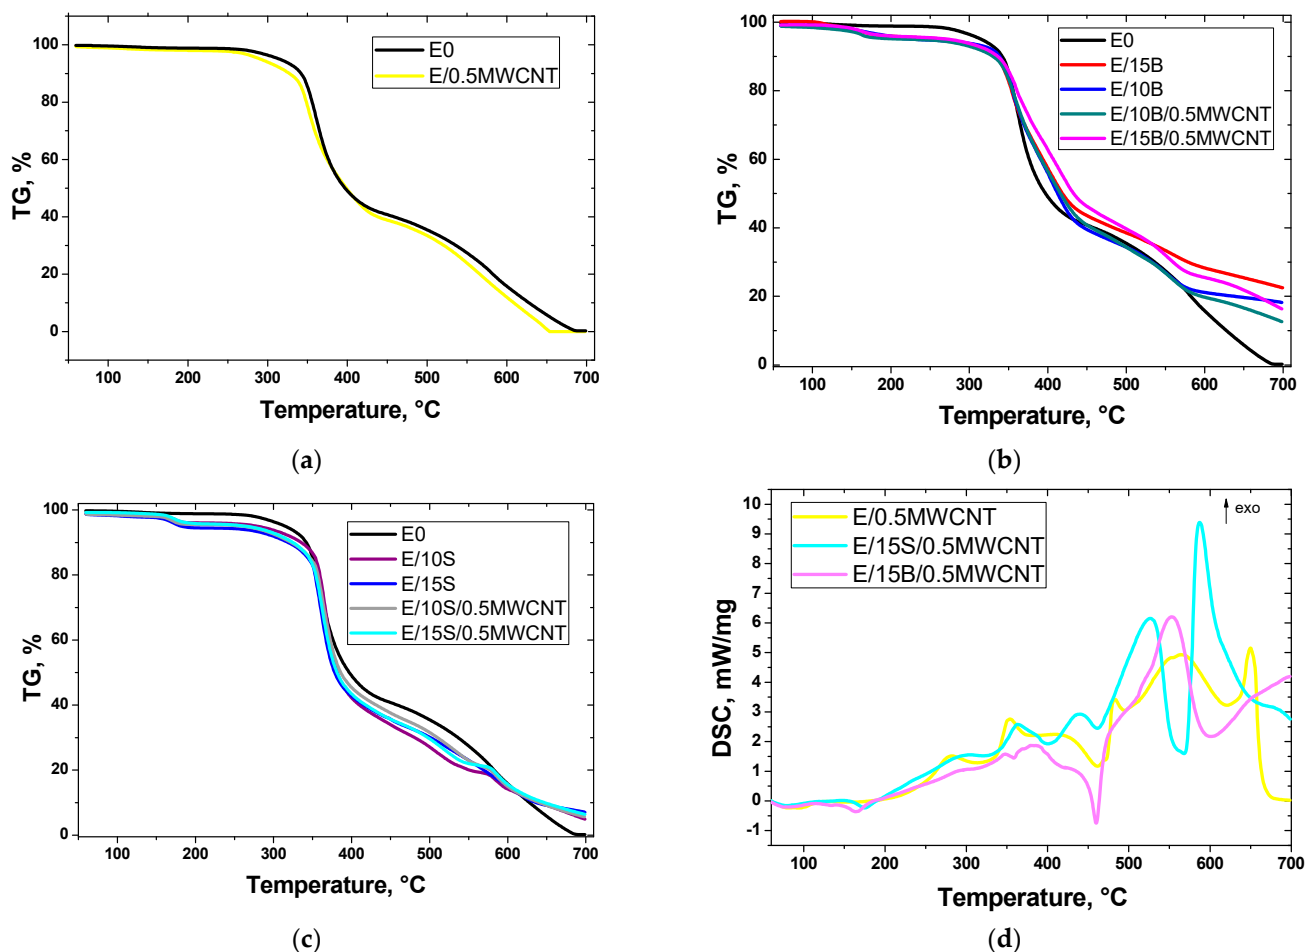 100
80
60
40
20
0
TG, %
E0
E/0.5MWCNT
100 200 300 400 500 600 700
Temperature, °C
(a)
100
80
60
40
20
0
TG, %
E0
E/15B
E/10B
E/10B/0.5MWCNT
E/15B/0.5MWCNT
100 200 300 400 500 600 700
Temperature, °C
(b)
100
80
60
40
20
0
TG, %
E0
E/10S
E/15S
E/10S/0.5MWCNT
E/15S/0.5MWCNT
100 200 300 400 500 600 700
Temperature, °C
(c)
10
9
8
7
6
5
4
3
2
1
0
-1
DSC, mW/mg
E/0.5MWCNT
E/15S/0.5MWCNT
E/15B/0.5MWCNT
exo
100 200 300 400 500 600 700
Temperature, °C
(d)